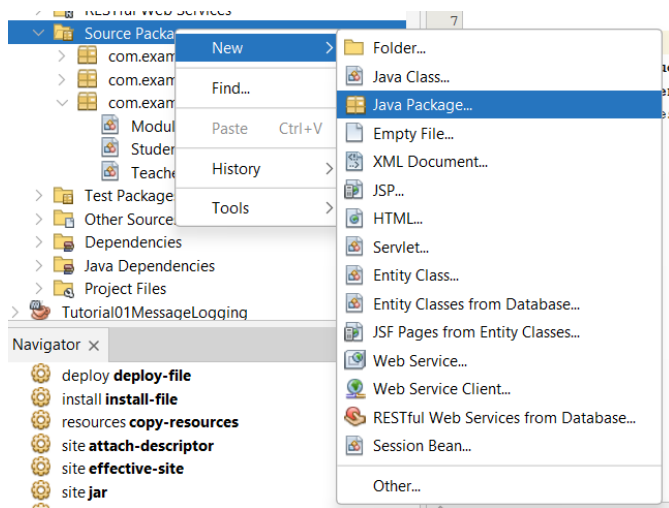 RESTful Web Services
7
Source Packa
com.exam
com.exam
com.exam
Modul
Studen
Teache
Test Package
Other Source
Dependencies
Java Dependencies
Project Files
Tutorial01MessageLogging
New
Find...
Paste Ctrl+V
History
Tools
Folder...
Java Class...
Java Package...
Empty File...
XML Document...
JSP...
HTML...
Servlet...
Entity Class...
Entity Classes from Database...
JSF Pages from Entity Classes...
Web Service...
Web Service Client...
RESTful Web Services from Database...
Session Bean...
Other...
Navigator ×
deploy deploy-file
install install-file
resources copy-resources
site attach-descriptor
site effective-site
site jar